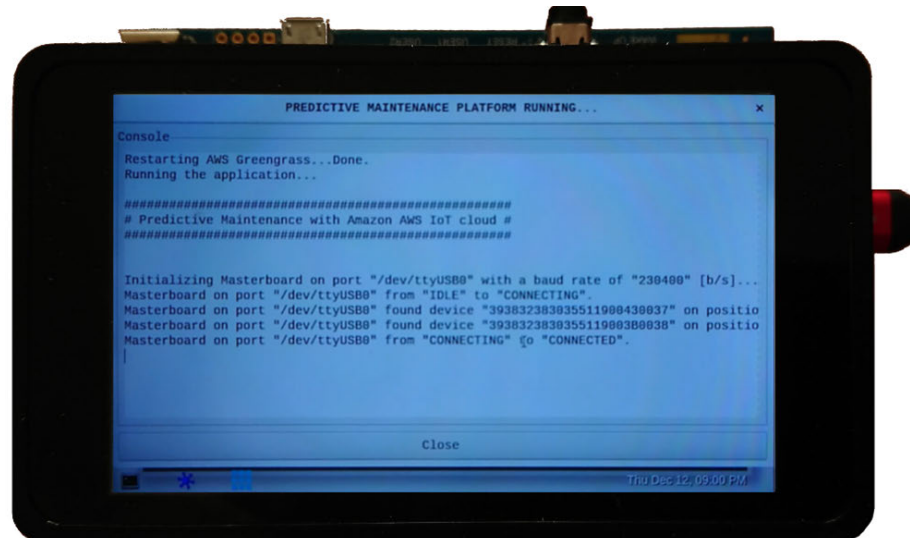 PREDICTIVE MAINTENANCE PLATFORM RUNNING... ×
Console
Restarting AWS Greengrass...Done.
Running the application...
####################################################
# Predictive Maintenance with Amazon AWS IoT cloud #
####################################################
Initializing Masterboard on port "/dev/ttyUSB0" with a baud rate of "230400" [b/s]...
Masterboard on port "/dev/ttyUSB0" from "IDLE" to "CONNECTING".
Masterboard on port "/dev/ttyUSB0" found device "393832383035511900430037" on positio
Masterboard on port "/dev/ttyUSB0" found device "3938323830355119003B0038" on positio
Masterboard on port "/dev/ttyUSB0" from "CONNECTING" to "CONNECTED".
Close
Thu Dec 12, 09:00 PM